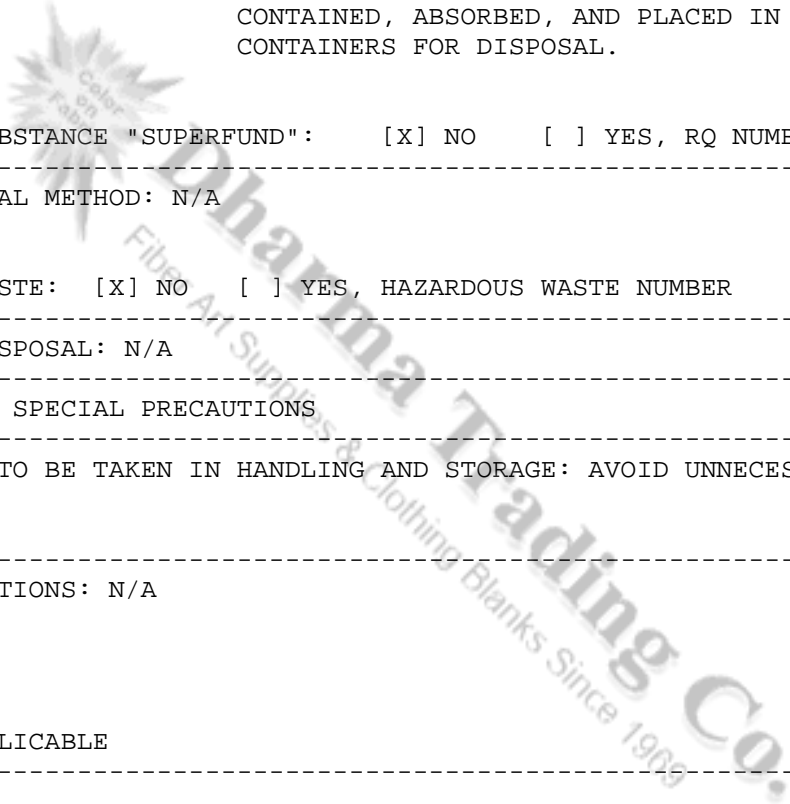 CONTAINED, ABSORBED, AND PLACED IN
CONTAINERS FOR DISPOSAL.
BSTANCE "SUPERFUND": [X] NO [ ] YES, RQ NUMB
--------------------------------------------------
AL METHOD: N/A
STE: [X] NO [ ] YES, HAZARDOUS WASTE NUMBER
--------------------------------------------------
SPOSAL: N/A
--------------------------------------------------
SPECIAL PRECAUTIONS
--------------------------------------------------
TO BE TAKEN IN HANDLING AND STORAGE: AVOID UNNECES
--------------------------------------------------
TIONS: N/A
LICABLE
--------------------------------------------------
Color
on
Fabric
Dharma Trading Co.
Fiber Art Supplies & Clothing Blanks Since 1969